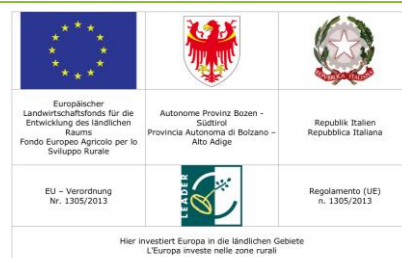 Europäischer
Landwirtschaftsfonds für die
Entwicklung des ländlichen
Raums
Fondo Europeo Agricolo per lo
Sviluppo Rurale
Autonome Provinz Bozen -
Südtirol
Provincia Autonoma di Bolzano –
Alto Adige
Republik Italien
Repubblica Italiana
EU – Verordnung
Nr. 1305/2013
LEADER
Regolamento (UE)
n. 1305/2013
Hier investiert Europa in die ländlichen Gebiete
L'Europa investe nelle zone rurali